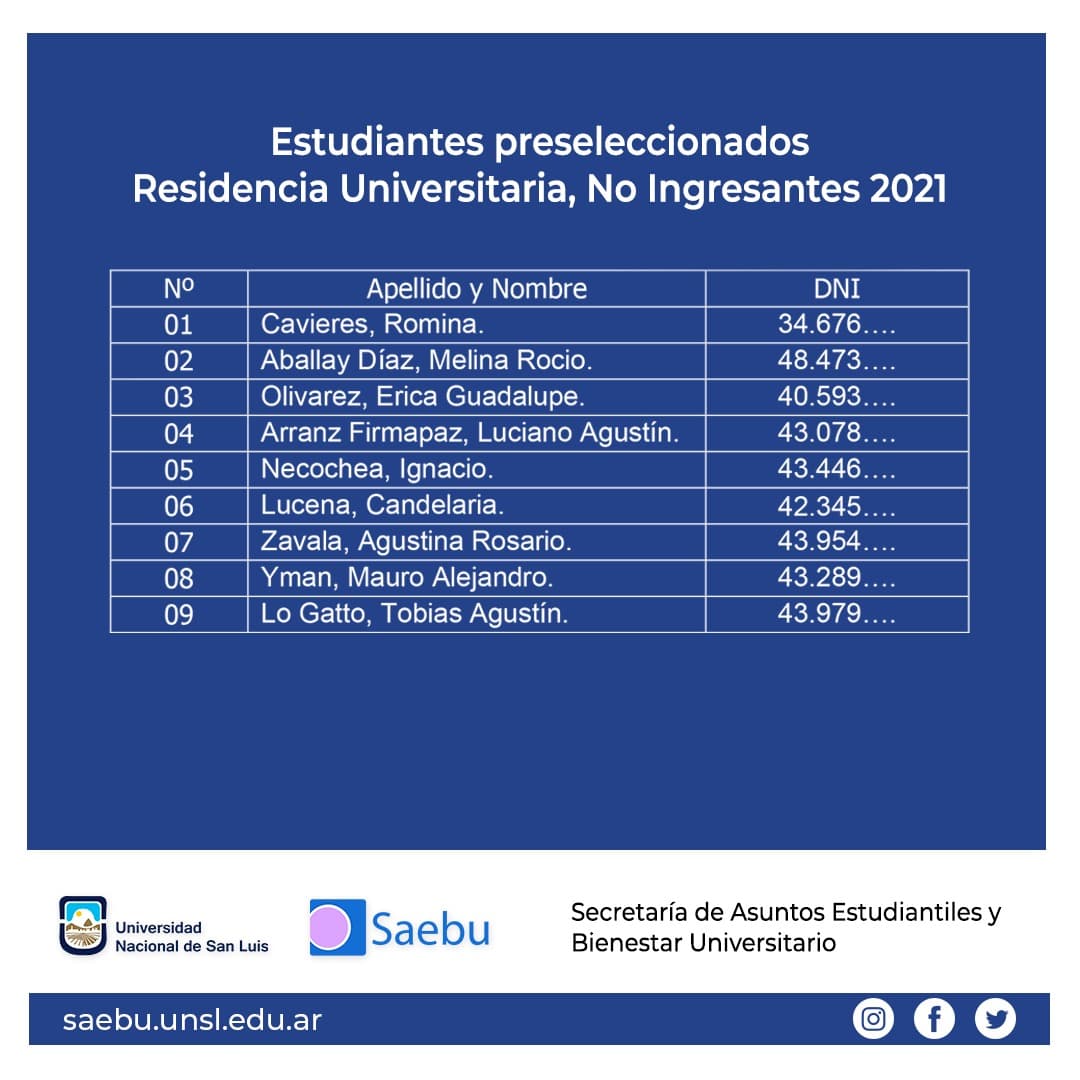 Estudiantes preseleccionados
Residencia Universitaria, No Ingresantes 2021
Nº Apellido y Nombre DNI
01 Cavieres, Romina. 34.676....
02 Aballay Díaz, Melina Rocio. 48.473....
03 Olivarez, Erica Guadalupe. 40.593....
04 Arranz Firmapaz, Luciano Agustín. 43.078....
05 Necochea, Ignacio. 43.446....
06 Lucena, Candelaria. 42.345....
07 Zavala, Agustina Rosario. 43.954....
08 Yman, Mauro Alejandro. 43.289....
09 Lo Gatto, Tobias Agustín. 43.979....
Universidad
Nacional de San Luis
Saebu
Secretaría de Asuntos Estudiantiles y
Bienestar Universitario
saebu.unsl.edu.ar